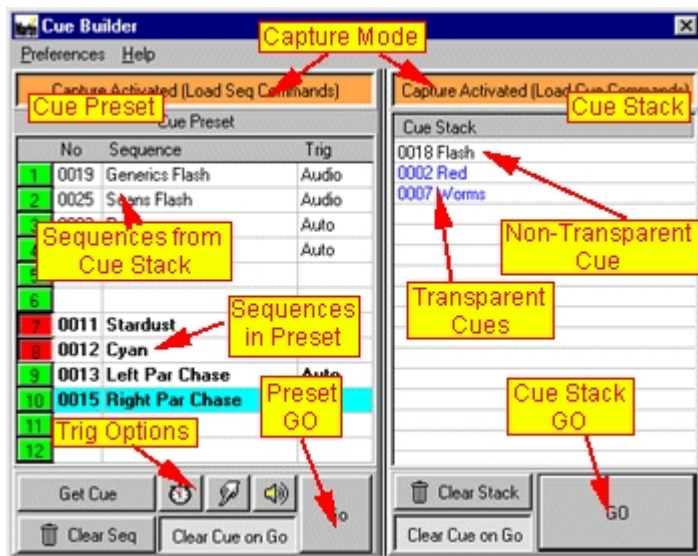 Cue Builder
Preferences Help
Capture Mode
Capture Activated (Load Seq Commands)
Cue Preset
Cue Preset
No Sequence Trig
1 0019 Generics Flash Audio
2 0025 Scans Flash Audio
Auto
Auto
Sequences from
Cue Stack
6
7 0011 Stardust
8 0012 Cyan
9 0013 Left Par Chase Auto
10 0015 Right Par Chase
11
12
Sequences
in Preset
Trig Options
Preset
GO
Get Cue
Clear Seq
Clear Cue on Go
Capture Activated (Load Cue Commands)
Cue Stack
Cue Stack
0018 Flash
0002 Red
0007 Worms
Non-Transparent
Cue
Transparent
Cues
Cue Stack
GO
Clear Stack
Clear Cue on Go
GO